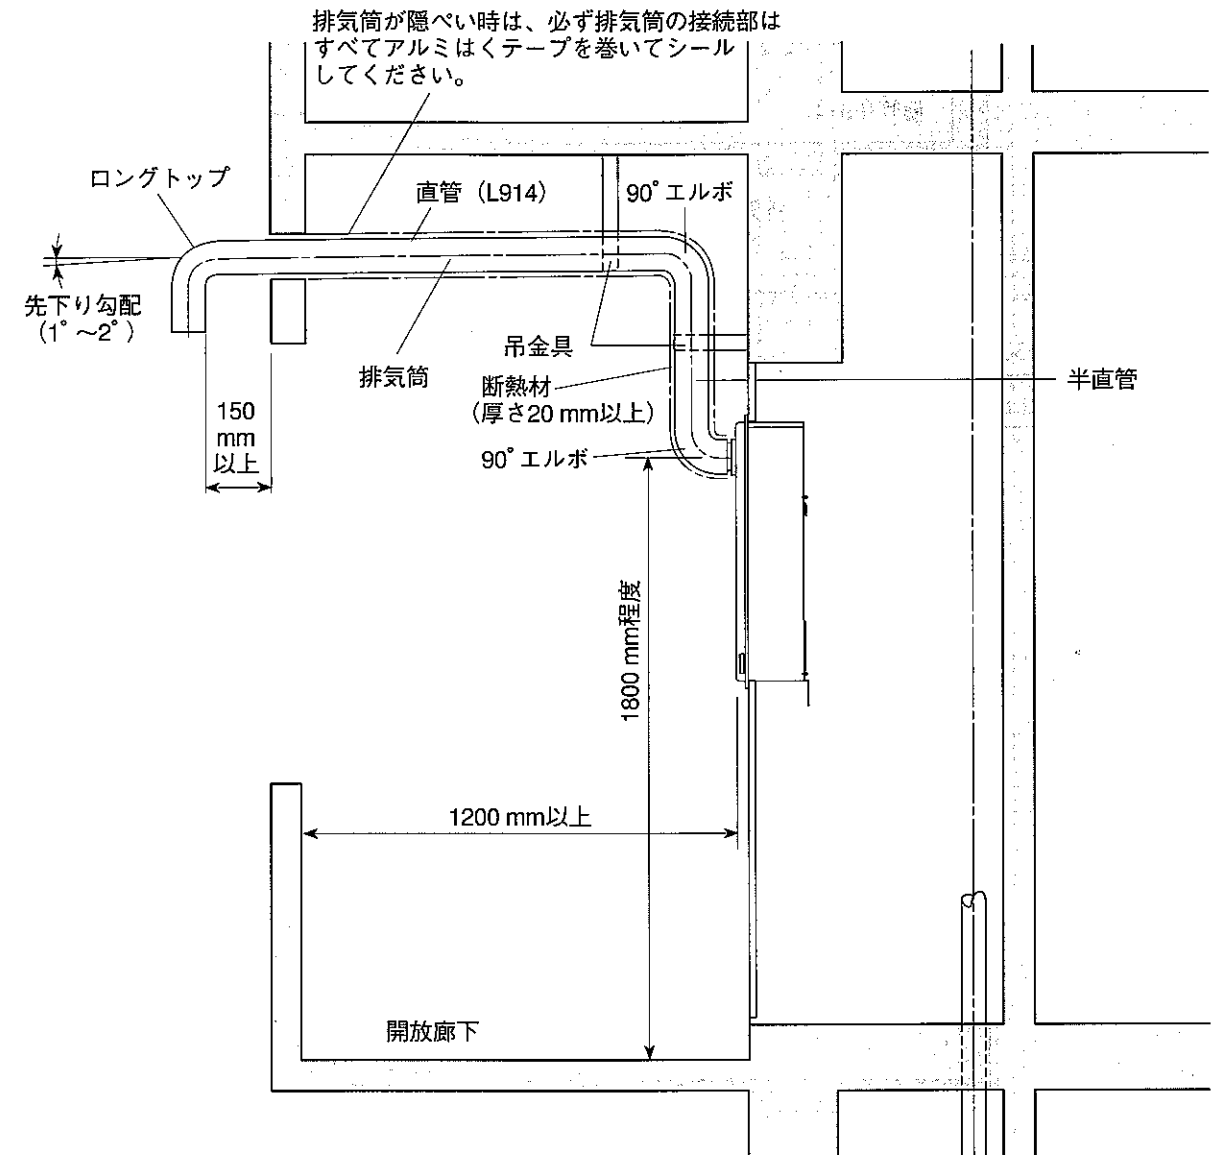 排気筒が隠ぺい時は、必ず排気筒の接続部は
すべてアルミはくテープを巻いてシール
してください。
ロングトップ
直管（L914）
90°エルボ
先下り勾配
（1°～2°）
排気筒
吊金具
断熱材
（厚さ20 mm以上）
半直管
90°エルボ
150
mm
以上
1800 mm程度
1200 mm以上
開放廊下